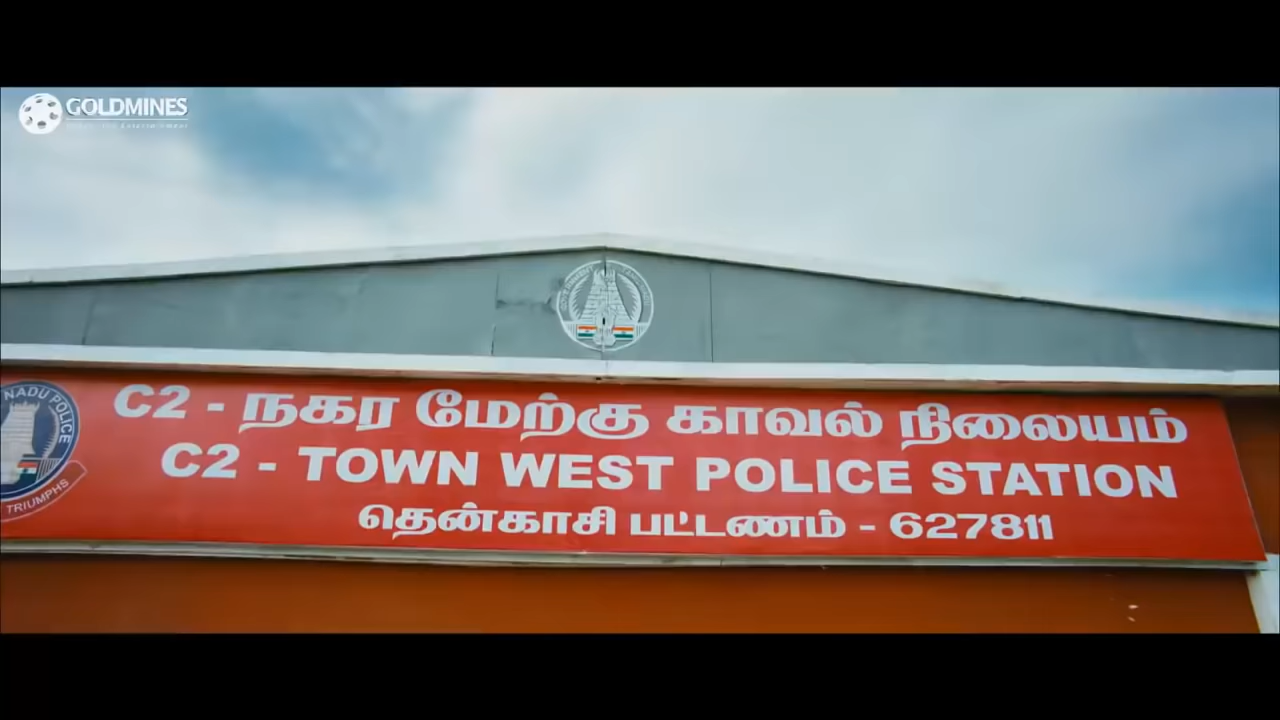 GOLDMINES
C2 - நகர மேற்கு காவல் நிலையம்
C2 - TOWN WEST POLICE STATION
தென்காசி பட்டணம் - 627811
NADU POLICE
TRIUMPHS